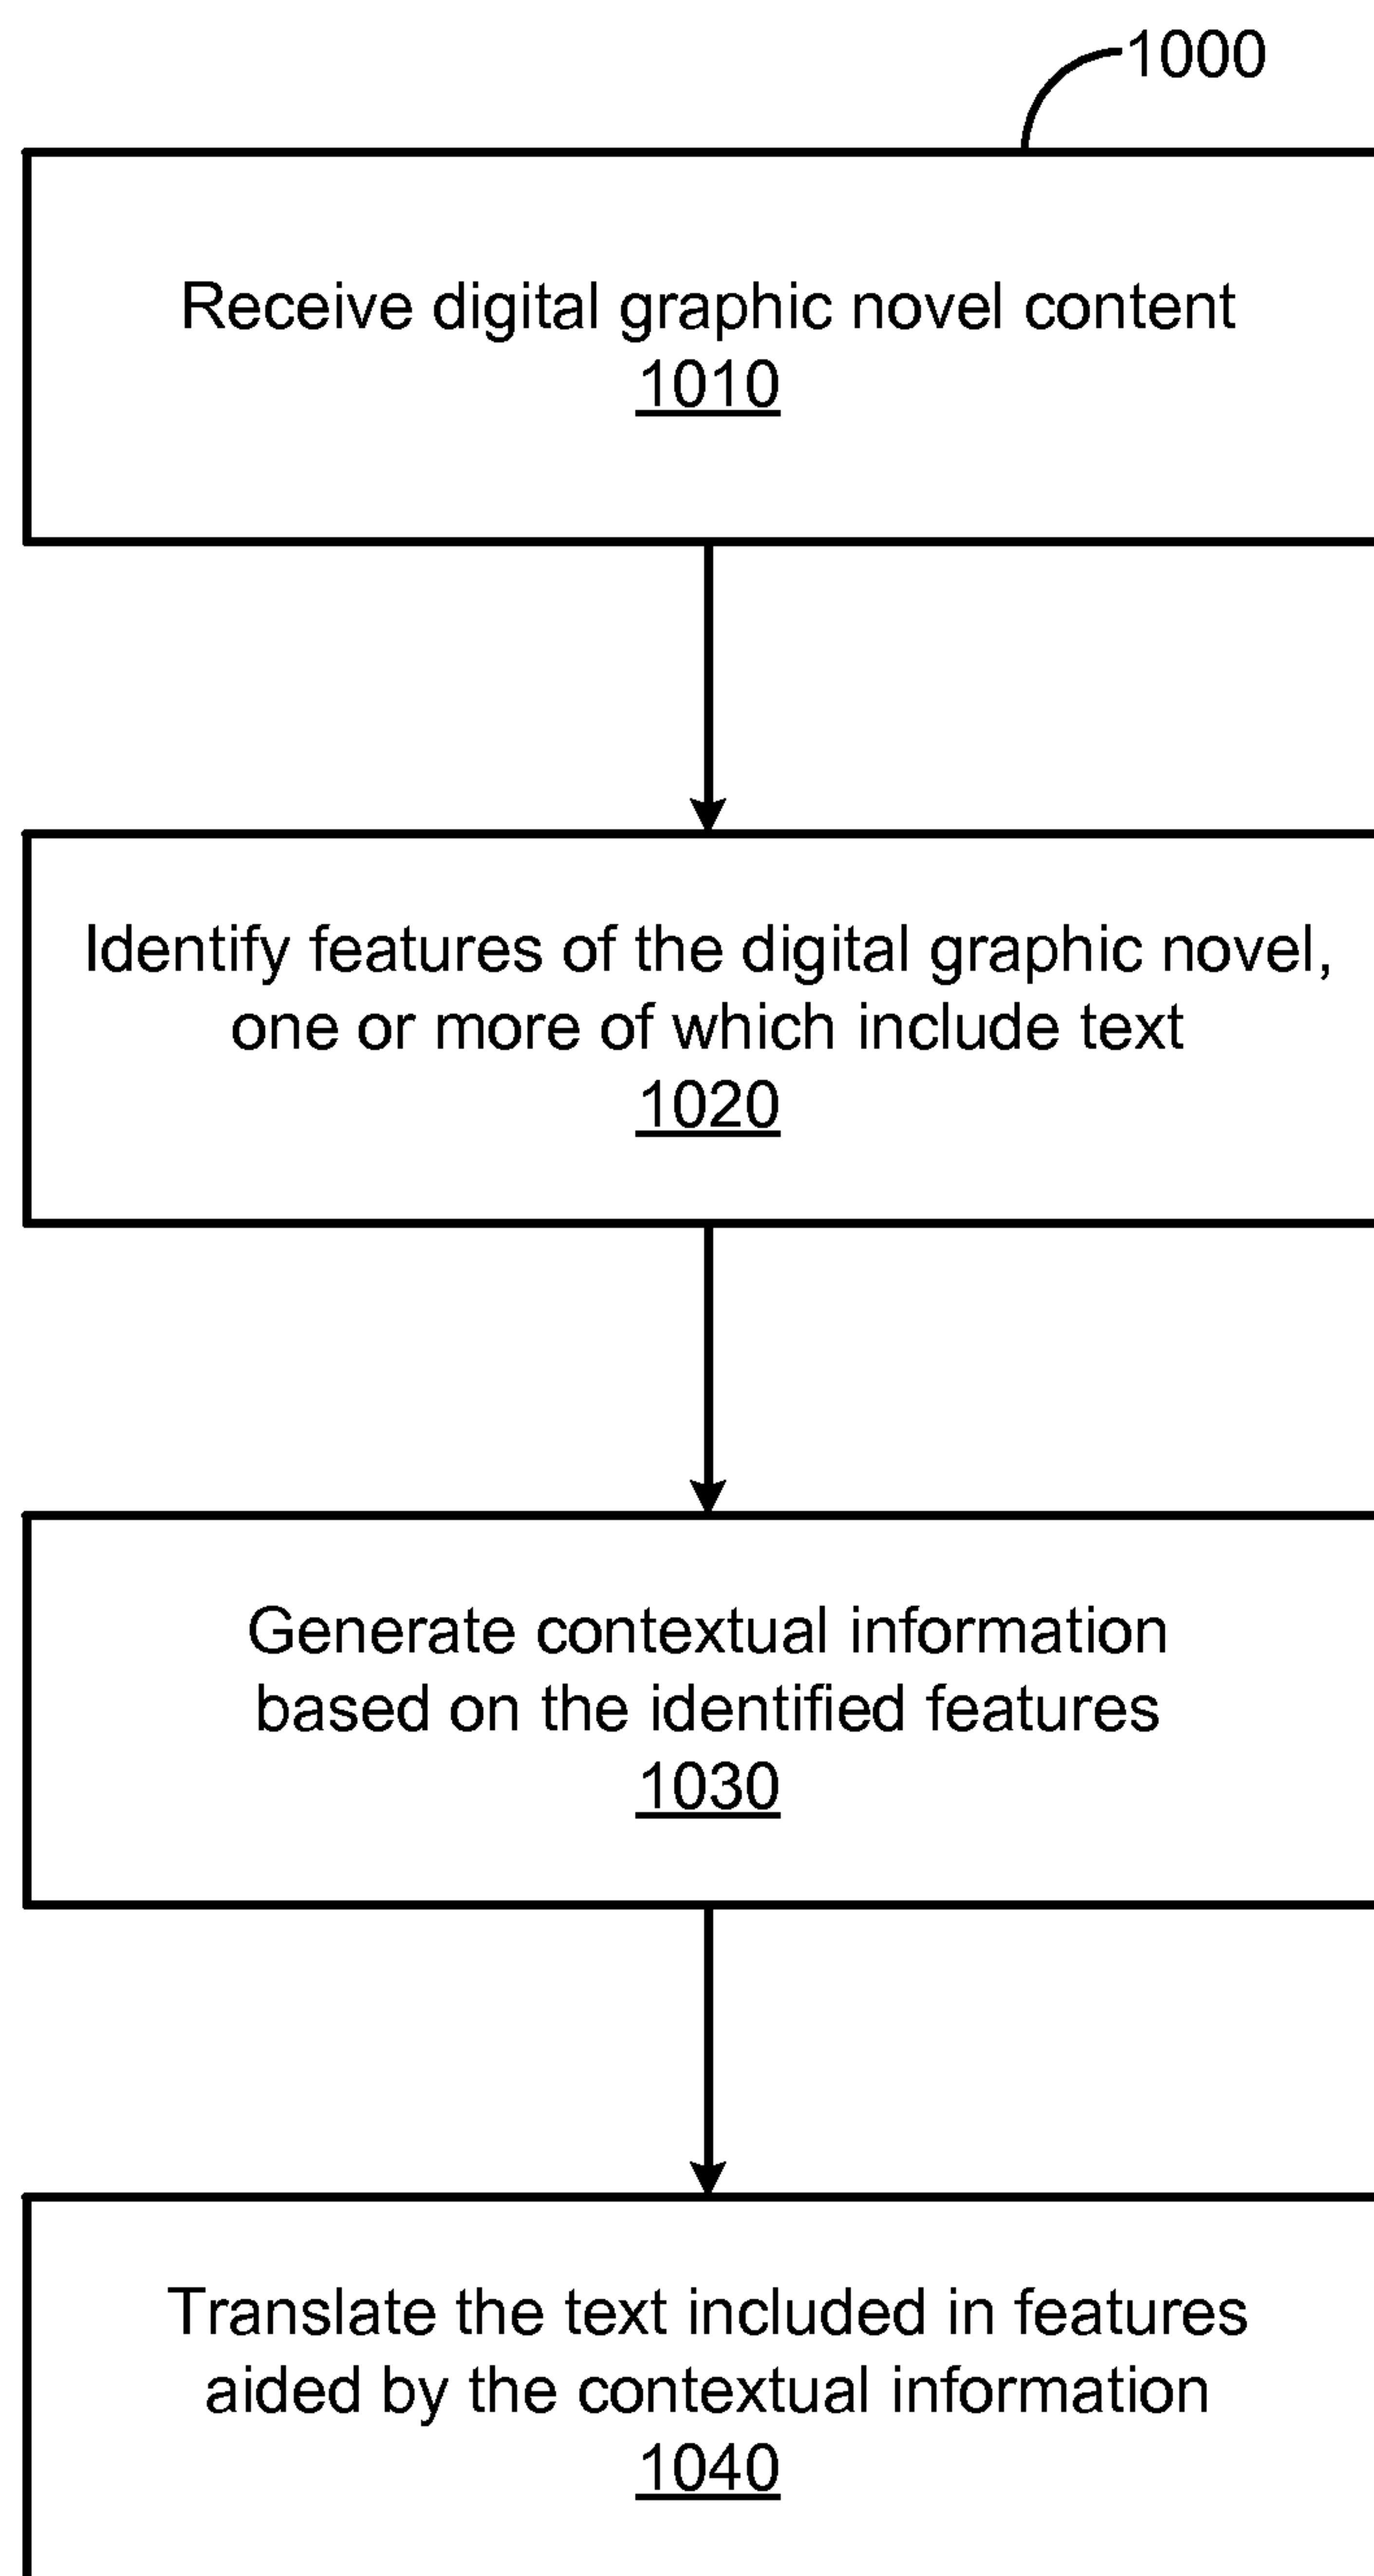 1000
Receive digital graphic novel content
1010
Identify features of the digital graphic novel,
one or more of which include text
1020
Generate contextual information
based on the identified features
1030
Translate the text included in features
aided by the contextual information
1040